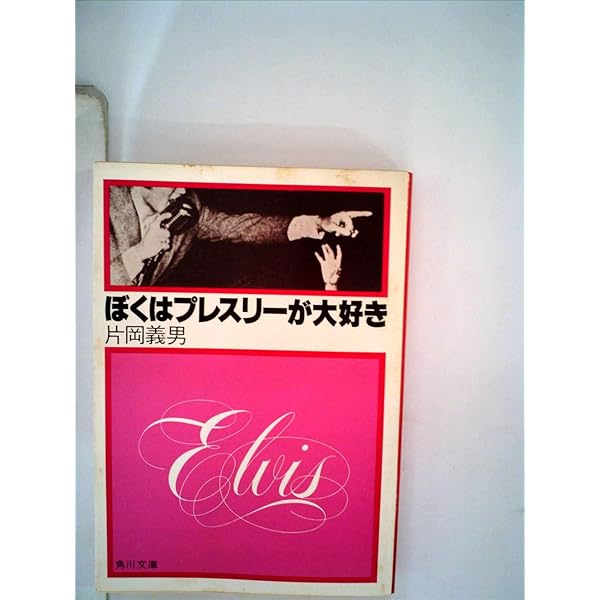 ぼくはプレスリーが大好き
片岡義男
Elvis
角川文庫